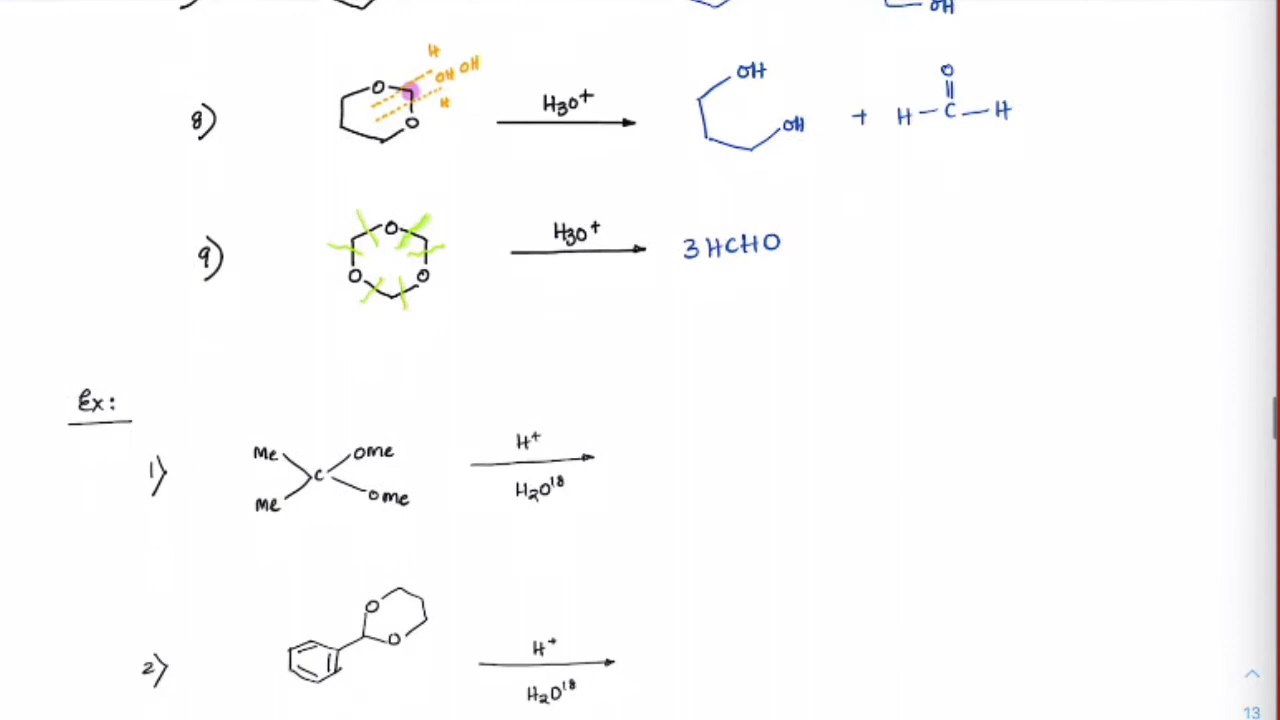 OH
8)
O
O
H
OH OH
H
H3O+
OH
OH
+
O
H-C-H
9)
O
O
O
H3O+
3HCHO
Ex:
1)
Me
Me
C
OMe
OMe
H+
H2O18
2)
O
O
H+
H2O18
13